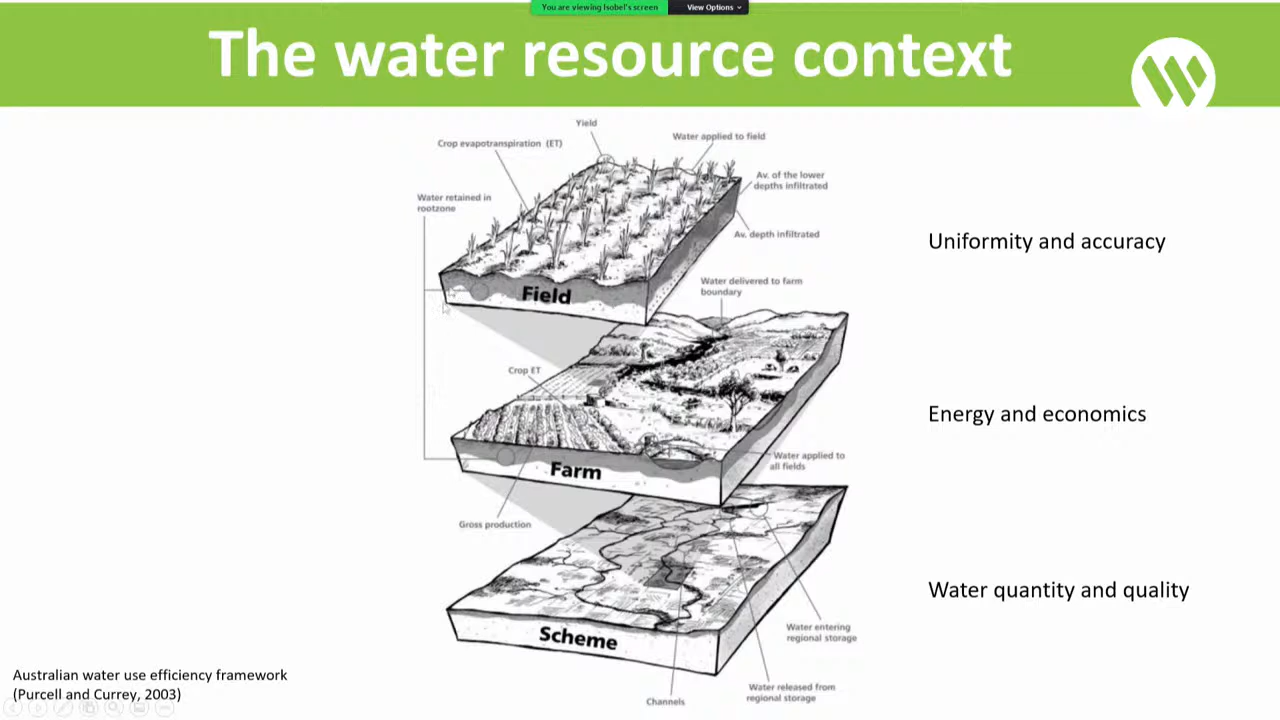 You are viewing Isobel's screen
View Options
The water resource context
Yield
Crop evapotranspiration (ET)
Water applied to field
Av. of the lower
depths infiltrated
Water retained in
rootzone
Av. depth infiltrated
Uniformity and accuracy
Field
Water delivered to farm
boundary
Crop ET
Energy and economics
Water applied to
all fields
Farm
Gross production
Water quantity and quality
Scheme
Water entering
regional storage
Water released from
regional storage
Channels
Australian water use efficiency framework
(Purcell and Currey, 2003)